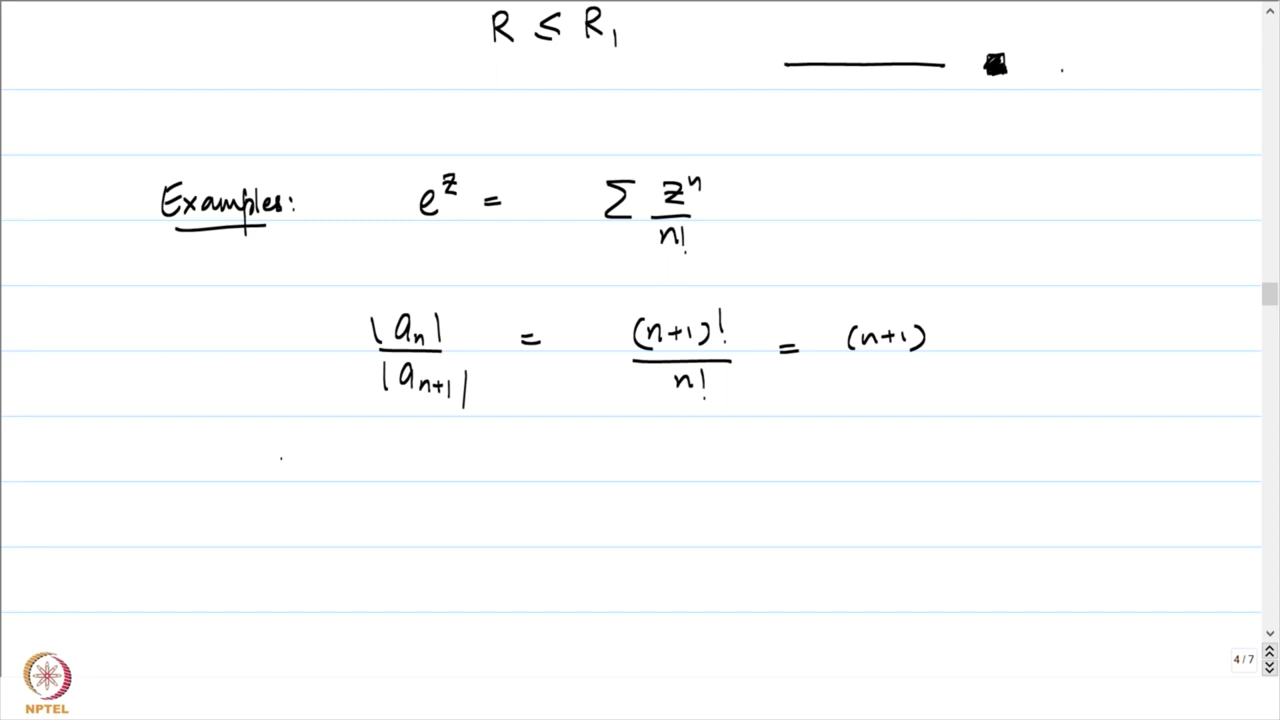 R ≤ R₁
Examples: e^z = Σ z^n / n!
|a_n| / |a_{n+1}| = (n+1)! / n! = (n+1)
4 / 7
NPTEL